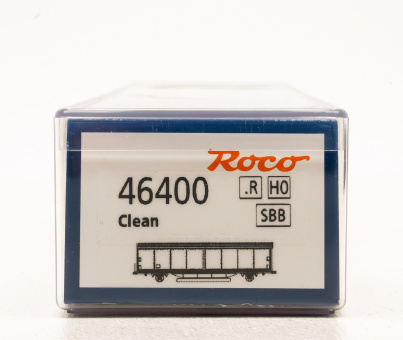 Roco
46400 .R HO
Clean SBB